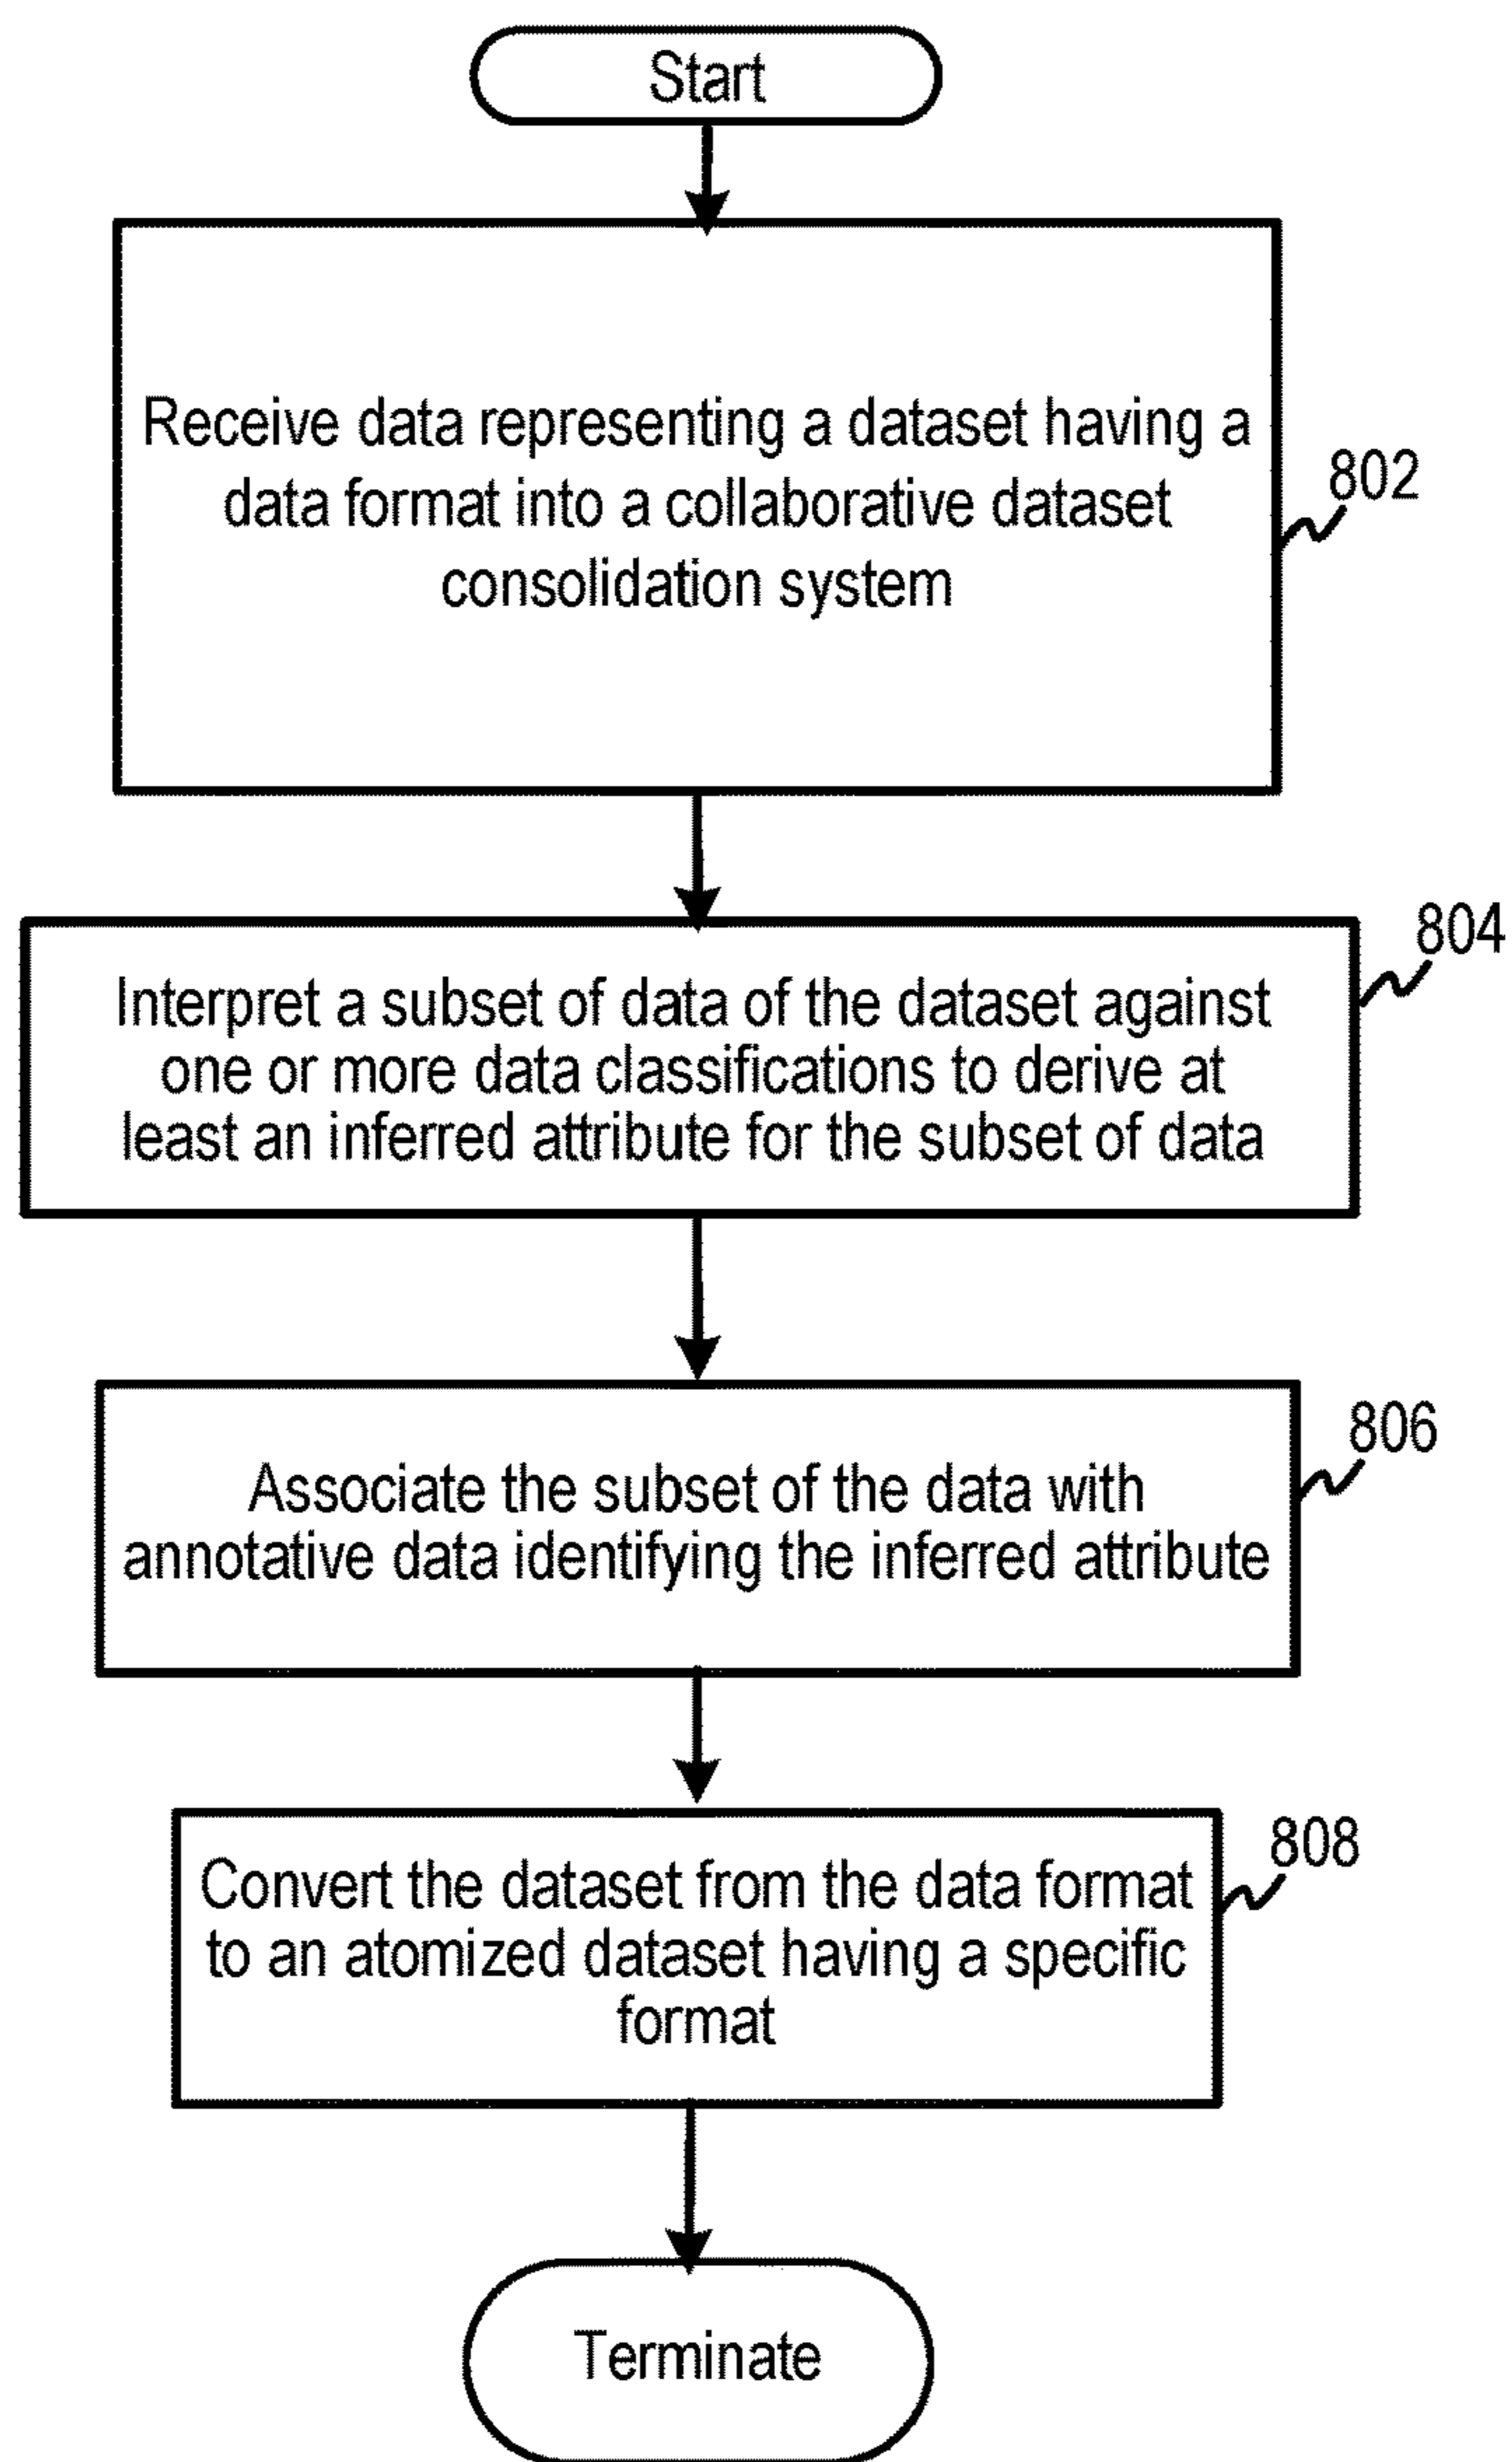 Start
Receive data representing a dataset having a
data format into a collaborative dataset
consolidation system
802
Interpret a subset of data of the dataset against
one or more data classifications to derive at
least an inferred attribute for the subset of data
804
Associate the subset of the data with
annotative data identifying the inferred attribute
806
Convert the dataset from the data format
to an atomized dataset having a specific
format
808
Terminate